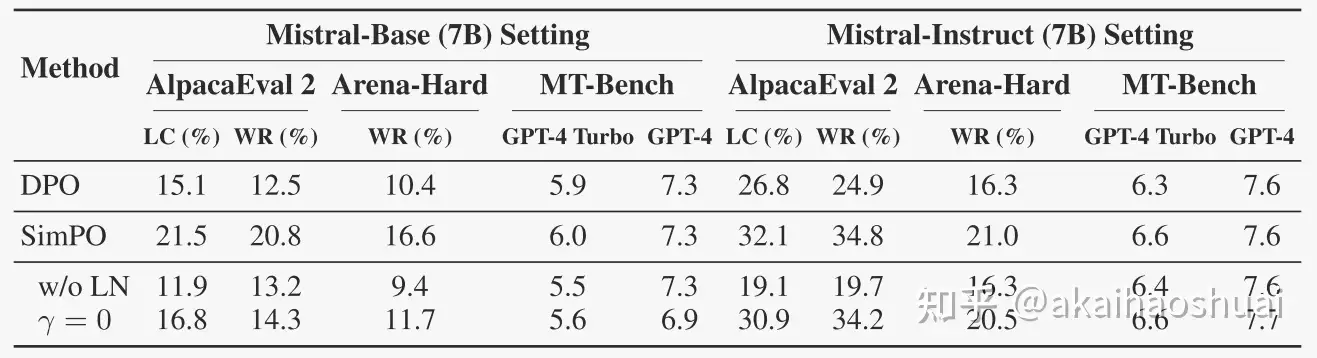 Mistral-Base (7B) Setting Mistral-Instruct (7B) Setting
Method
AlpacaEval 2 Arena-Hard MT-Bench AlpacaEval 2 Arena-Hard MT-Bench
LC (%) WR (%) WR (%) GPT-4 Turbo GPT-4 LC (%) WR (%) WR (%) GPT-4 Turbo GPT-4
DPO 15.1 12.5 10.4 5.9 7.3 26.8 24.9 16.3 6.3 7.6
SimPO 21.5 20.8 16.6 6.0 7.3 32.1 34.8 21.0 6.6 7.6
w/o LN 11.9 13.2 9.4 5.5 7.3 19.1 19.7 16.3 6.4 7.6
γ = 0 16.8 14.3 11.7 5.6 6.9 30.9 34.2 20.5 6.6 7.7
知乎 @akaihaoshuai